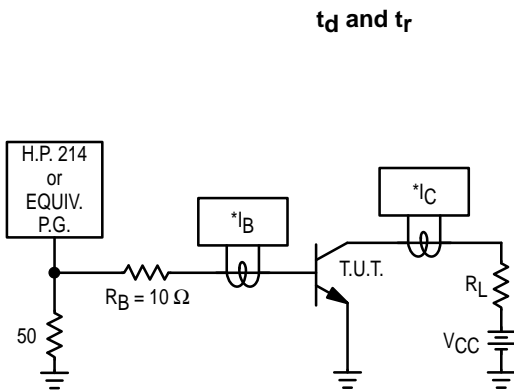 td and tr
H.P. 214
or
EQUIV.
P.G.
*IB
*IC
T.U.T.
RB = 10 Ω
RL
50
VCC